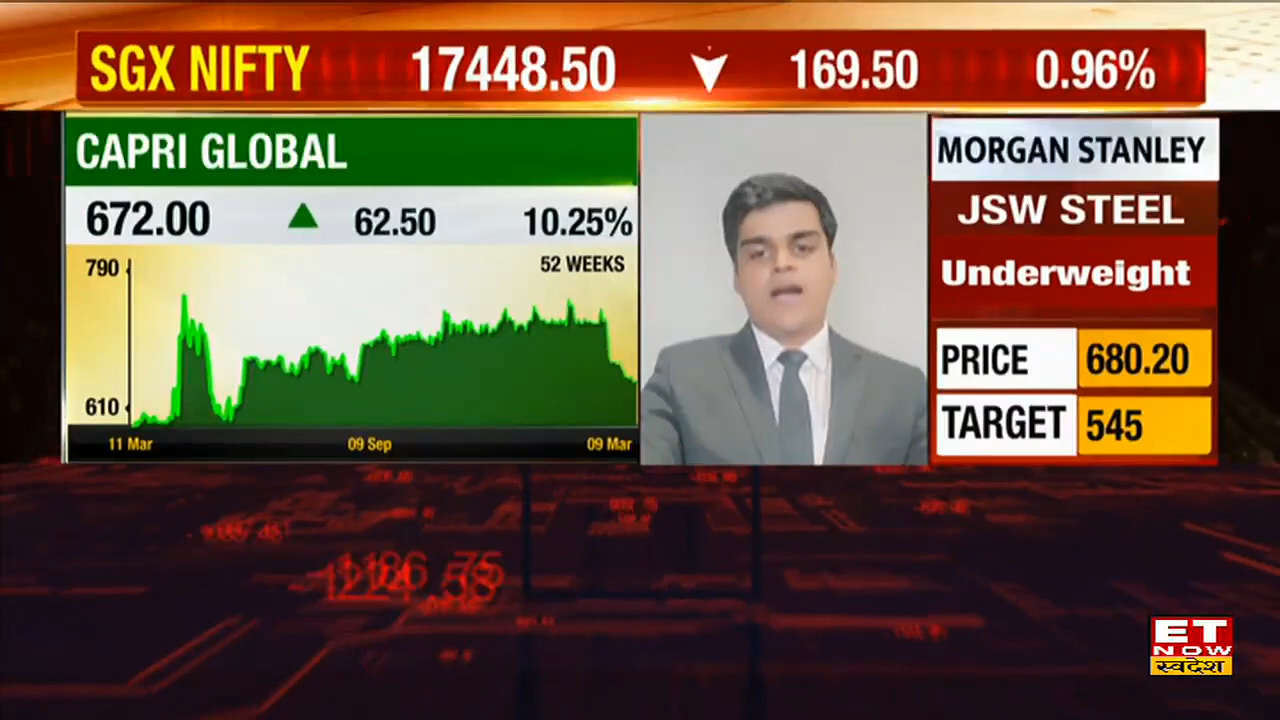 SGX NIFTY 17448.50 169.50 0.96%
CAPRI GLOBAL
672.00 62.50 10.25%
52 WEEKS
790
610
11 Mar 09 Sep 09 Mar
MORGAN STANLEY
JSW STEEL
Underweight
PRICE 680.20
TARGET 545
ET
NOW
स्वदेश